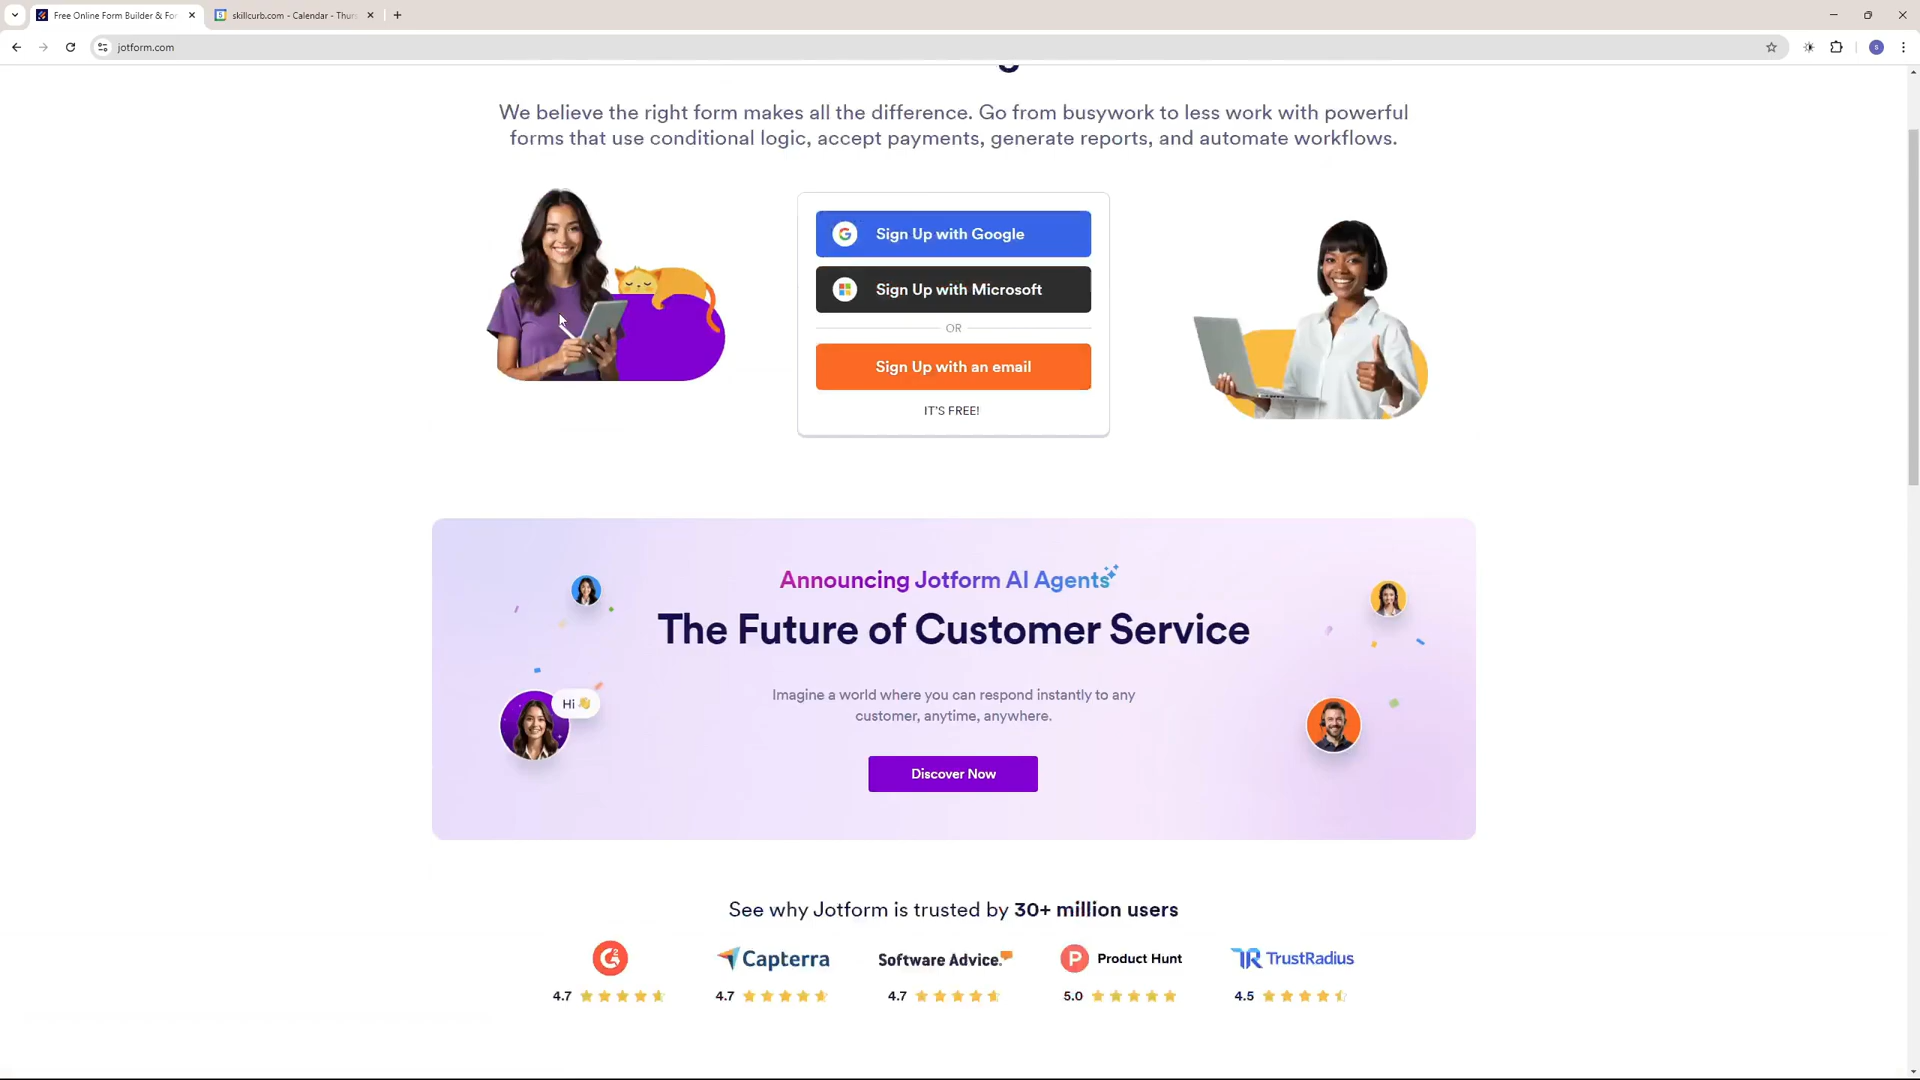 Free Online Form Builder & For
skillcurb.com - Calendar - Thurs
jotform.com
S
We believe the right form makes all the difference. Go from busywork to less work with powerful
forms that use conditional logic, accept payments, generate reports, and automate workflows.
Sign Up with Google
Sign Up with Microsoft
OR
Sign Up with an email
IT'S FREE!
Announcing Jotform AI Agents
The Future of Customer Service
Hi 👋
Imagine a world where you can respond instantly to any
customer, anytime, anywhere.
Discover Now
See why Jotform is trusted by 30+ million users
G2 Capterra Software Advice. Product Hunt TrustRadius
4.7 4.7 4.7 5.0 4.5